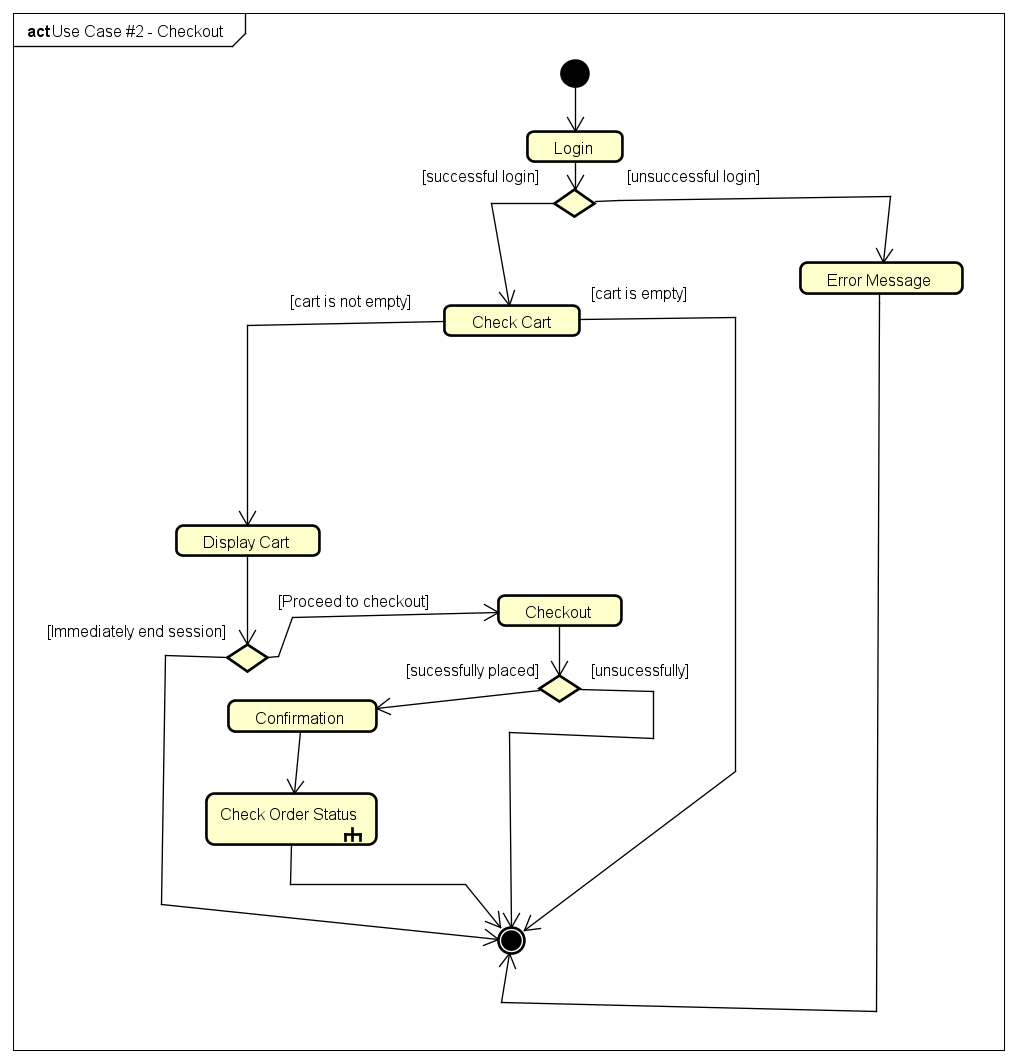 act Use Case #2 - Checkout
Login
[successful login]
[unsuccessful login]
Error Message
[cart is not empty]
[cart is empty]
Check Cart
Display Cart
[Proceed to checkout]
Checkout
[Immediately end session]
[sucessfully placed]
[unsucessfully]
Confirmation
Check Order Status